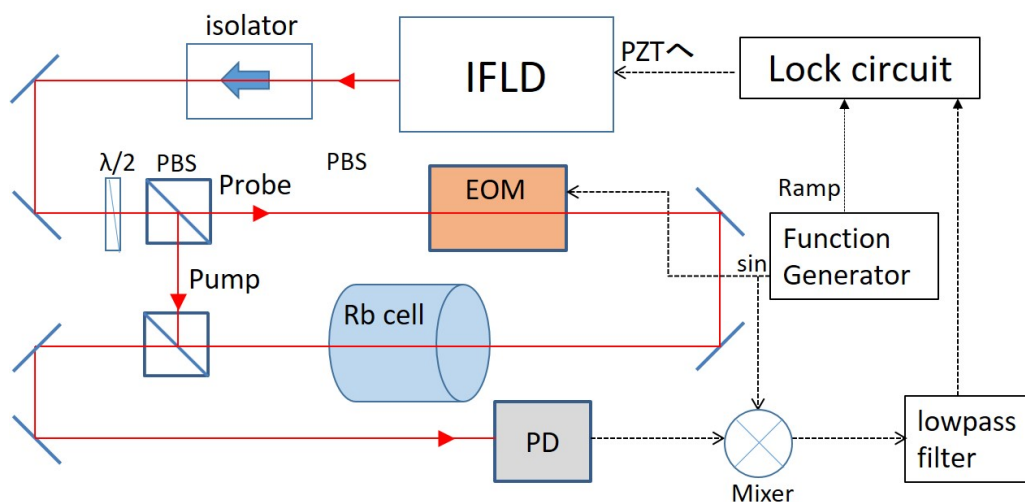 isolator
IFLD
PZTへ
Lock circuit
λ/2
PBS
PBS
Probe
EOM
Ramp
Function
Generator
sin
Pump
Rb cell
PD
Mixer
lowpass
filter